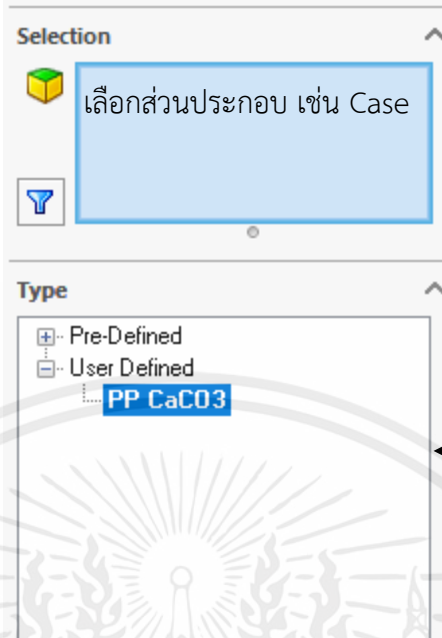 Selection
เลือกส่วนประกอบ เช่น Case
Type
Pre-Defined
User Defined
PP CaCO3